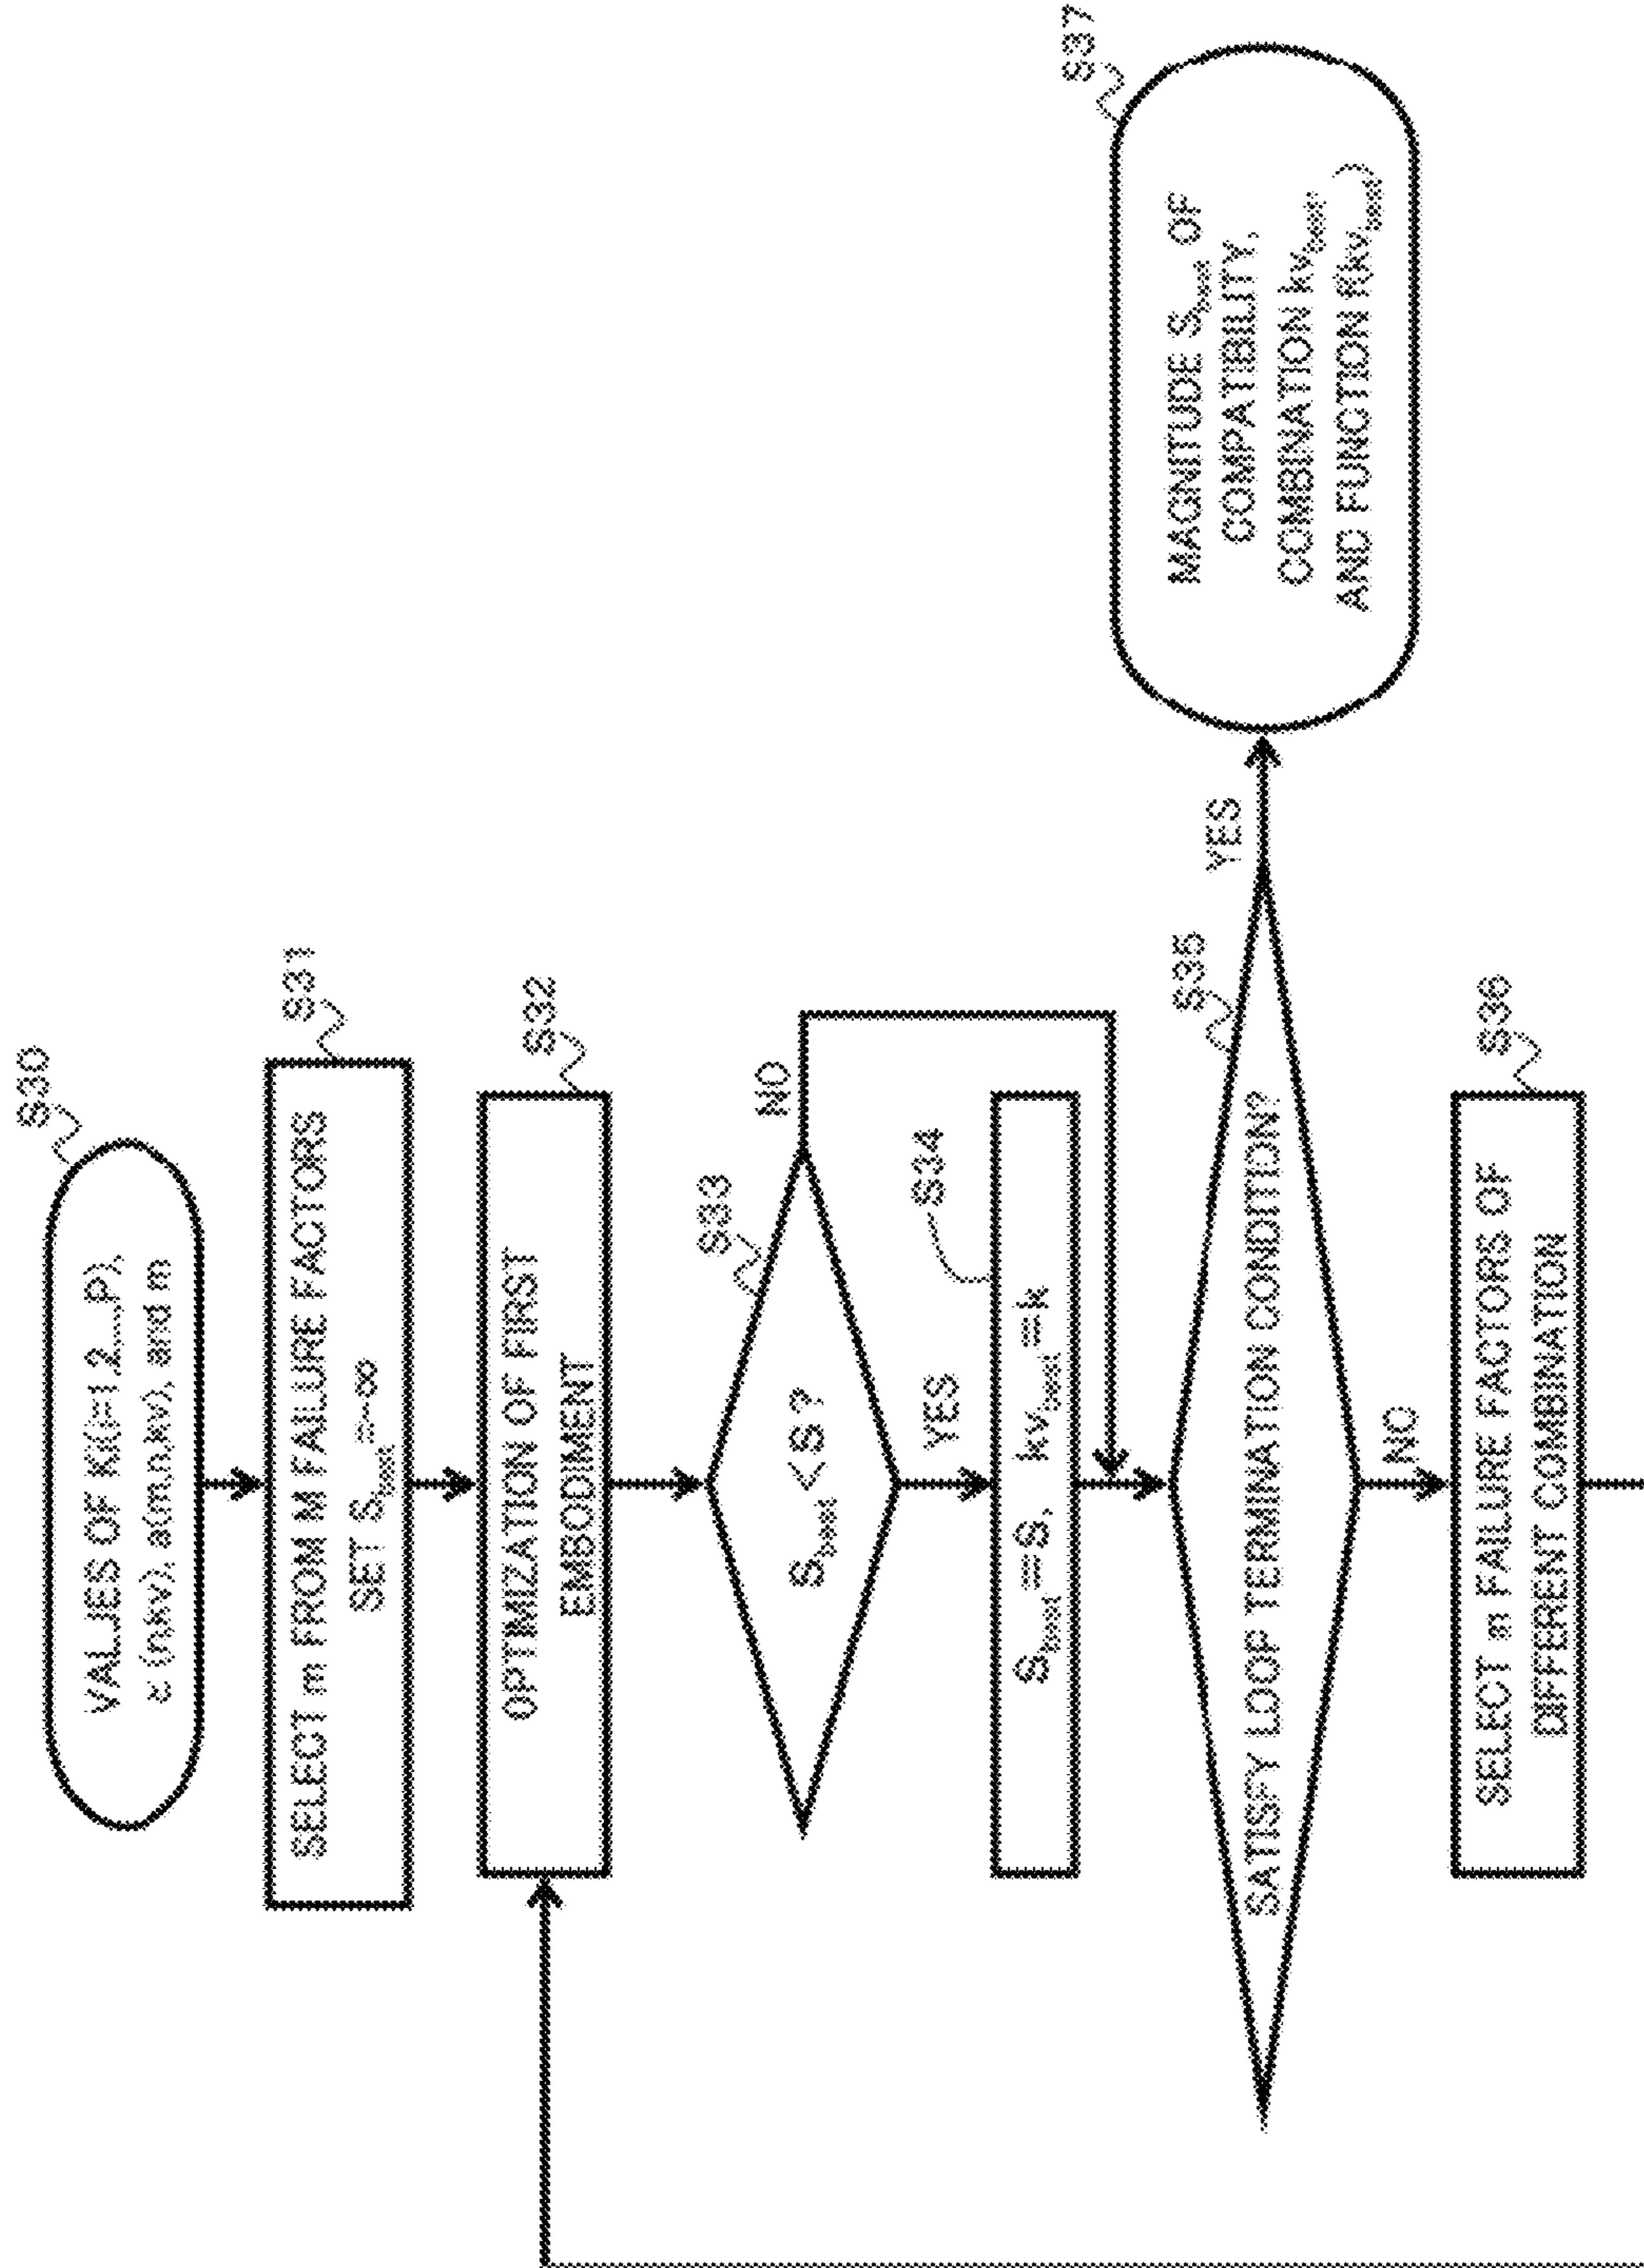 S30
VALUES OF Ki(i=1,2...P),
ε (n,kv), a(m,n,kv), and m
S31
SELECT m FROM M FAILURE FACTORS
SET Sbest =-∞
S32
OPTIMIZATION OF FIRST
EMBODIMENT
S33
Sbest <S?
NO
YES
S34
Sbest =S, kvbest =k
S35
SATISFY LOOP TERMINATION CONDITION?
YES
NO
S36
SELECT m FAILURE FACTORS OF
DIFFERENT COMBINATION
S37
MAGNITUDE Sbest OF
COMPATIBILITY,
COMBINATION kvbest,
AND FUNCTION f(kvbest)